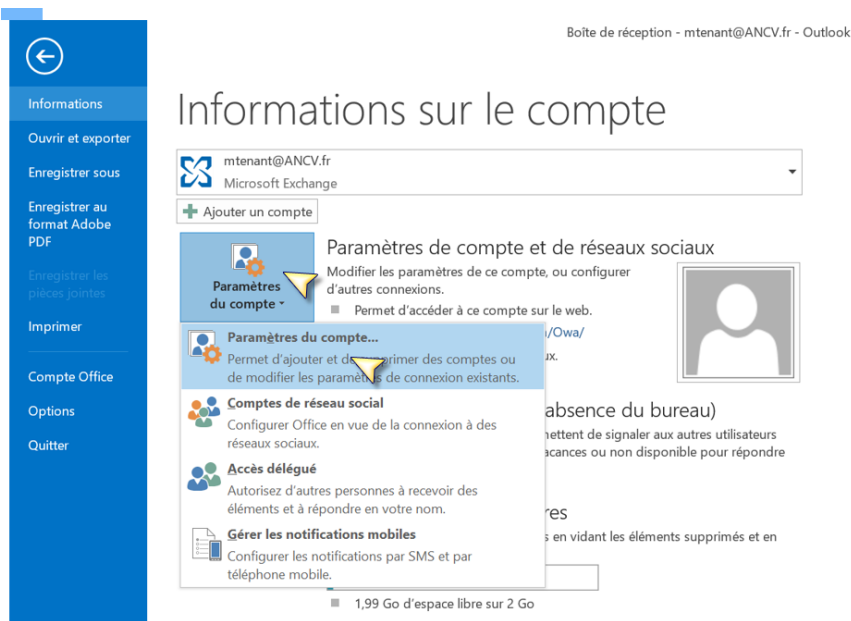 Boîte de réception - mtenant@ANCV.fr - Outlook
Informations
Ouvrir et exporter
Enregistrer sous
Enregistrer au
format Adobe
PDF
Enregistrer les
pièces jointes
Imprimer
Compte Office
Options
Quitter
Informations sur le compte
mtenant@ANCV.fr
Microsoft Exchange
Ajouter un compte
Paramètres
du compte
Paramètres de compte et de réseaux sociaux
Modifier les paramètres de ce compte, ou configurer
d'autres connexions.
Permet d'accéder à ce compte sur le web.
/Owa/
ux.
Paramètres du compte...
Permet d'ajouter et de supprimer des comptes ou
de modifier les paramètres de connexion existants.
Comptes de réseau social
Configurer Office en vue de la connexion à des
réseaux sociaux.
Accès délégué
Autorisez d'autres personnes à recevoir des
éléments et à répondre en votre nom.
Gérer les notifications mobiles
Configurer les notifications par SMS et par
téléphone mobile.
absence du bureau)
mettent de signaler aux autres utilisateurs
acances ou non disponible pour répondre
res
s en vidant les éléments supprimés et en
1,99 Go d'espace libre sur 2 Go